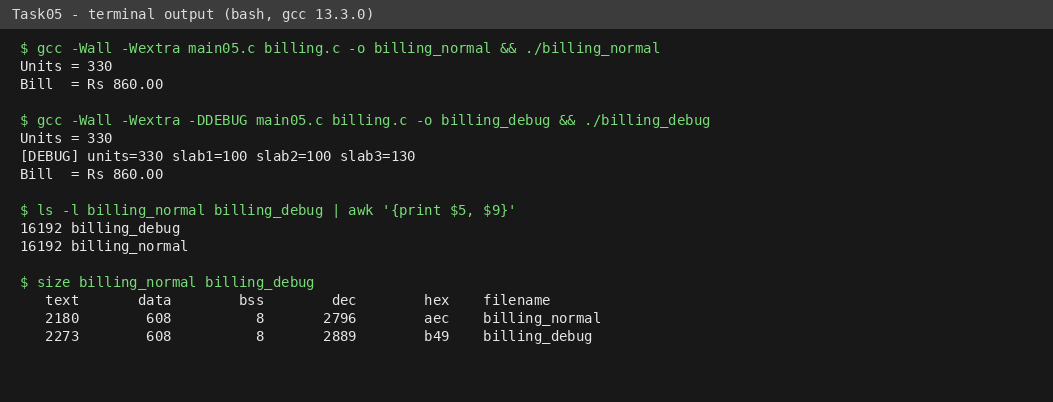 Task05 - terminal output (bash, gcc 13.3.0)
$ gcc -Wall -Wextra main05.c billing.c -o billing_normal && ./billing_normal
Units = 330
Bill  = Rs 860.00
$ gcc -Wall -Wextra -DDEBUG main05.c billing.c -o billing_debug && ./billing_debug
Units = 330
[DEBUG] units=330 slab1=100 slab2=100 slab3=130
Bill  = Rs 860.00
$ ls -l billing_normal billing_debug | awk '{print $5, $9}'
16192 billing_debug
16192 billing_normal
$ size billing_normal billing_debug
   text       data        bss        dec        hex    filename
   2180        608          8       2796        aec    billing_normal
   2273        608          8       2889        b49    billing_debug